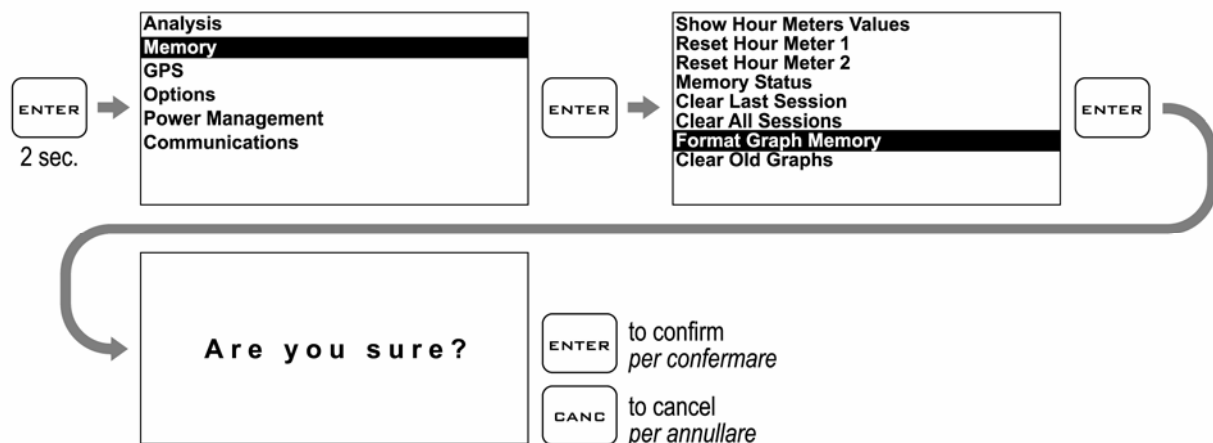 ENTER
2 sec.
Analysis
Memory
GPS
Options
Power Management
Communications
ENTER
Show Hour Meters Values
Reset Hour Meter 1
Reset Hour Meter 2
Memory Status
Clear Last Session
Clear All Sessions
Format Graph Memory
Clear Old Graphs
ENTER
Are you sure?
ENTER
to confirm
per confermare
CANC
to cancel
per annullare